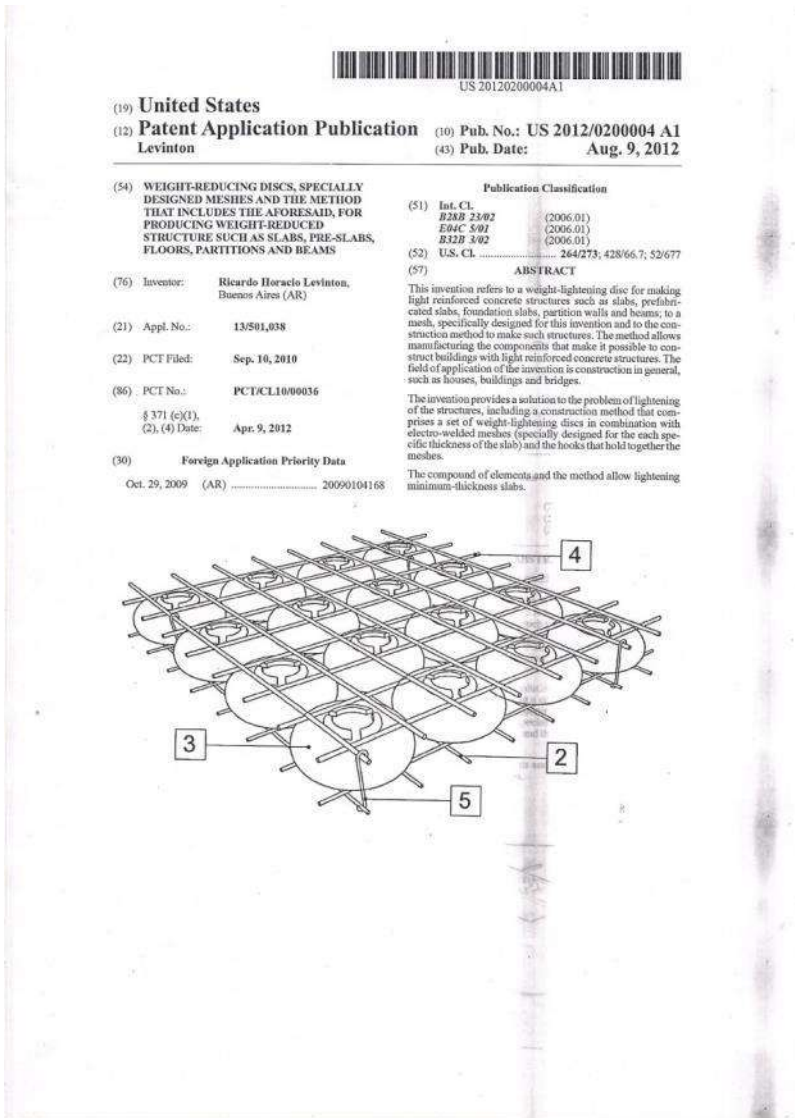 US 20120200004A1
(19) United States
(12) Patent Application Publication
Levinton
(10) Pub. No.: US 2012/0200004 A1
(43) Pub. Date: Aug. 9, 2012
(54) WEIGHT-REDUCING DISCS, SPECIALLY
DESIGNED MESHES AND THE METHOD
THAT INCLUDES THE AFORESAID, FOR
PRODUCING WEIGHT-REDUCED
STRUCTURE SUCH AS SLABS, PRE-SLABS,
FLOORS, PARTITIONS AND BEAMS
(76) Inventor: Ricardo Horacio Levinton,
Buenos Aires (AR)
(21) Appl. No.: 13/501,038
(22) PCT Filed: Sep. 10, 2010
(86) PCT No.: PCT/CL10/00036
§ 371 (c)(1),
(2), (4) Date: Apr. 9, 2012
(30) Foreign Application Priority Data
Oct. 29, 2009 (AR) .............................. 20090104168
Publication Classification
(51) Int. Cl.
B28B 23/02 (2006.01)
E04C 5/01 (2006.01)
B32B 3/02 (2006.01)
(52) U.S. Cl. .......................... 264/273; 428/66.7; 52/677
(57) ABSTRACT
This invention refers to a weight-lightening disc for making
light reinforced concrete structures such as slabs, prefabri-
cated slabs, foundation slabs, partition walls and beams; to a
mesh, specifically designed for this invention and to the con-
struction method to make such structures. The method allows
manufacturing the components that make it possible to con-
struct buildings with light reinforced concrete structures. The
field of application of the invention is construction in general,
such as houses, buildings and bridges.
The invention provides a solution to the problem of lightening
of the structures, including a construction method that com-
prises a set of weight-lightening discs in combination with
electro-welded meshes (specially designed for the each spe-
cific thickness of the slab) and the hooks that hold together the
meshes.
The compound of elements and the method allow lightening
minimum-thickness slabs.
4
3
2
5